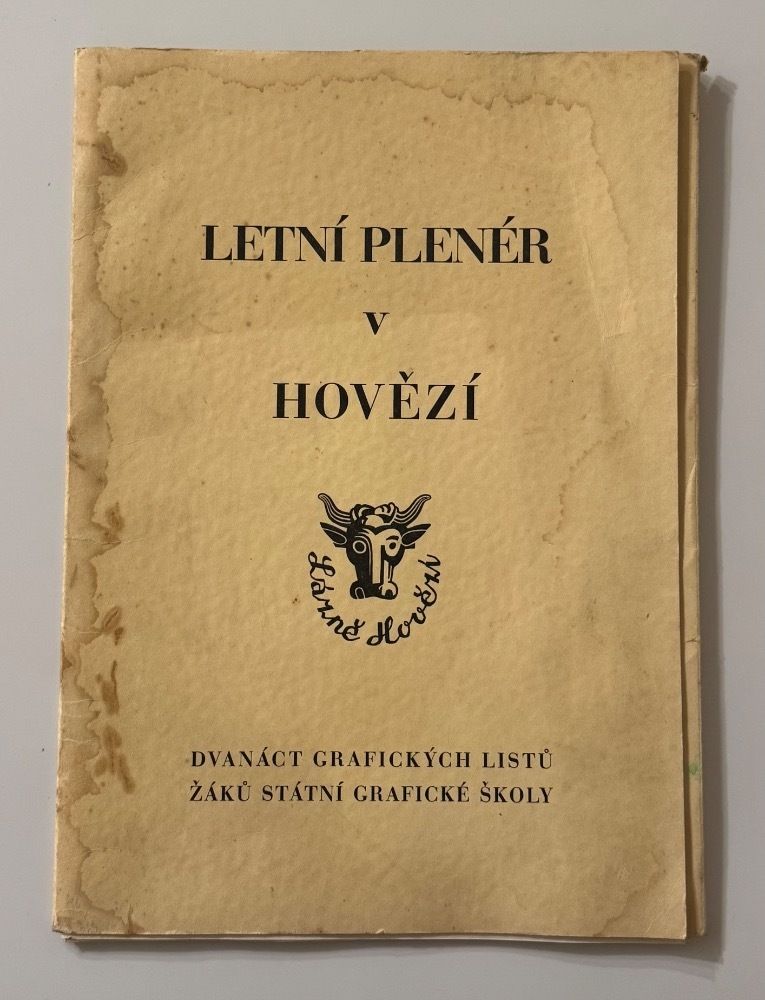 LETNÍ PLENÉR
V
HOVĚZÍ
Lázně Hovězí
DVANÁCT GRAFICKÝCH LISTŮ
ŽÁKŮ STÁTNÍ GRAFICKÉ ŠKOLY